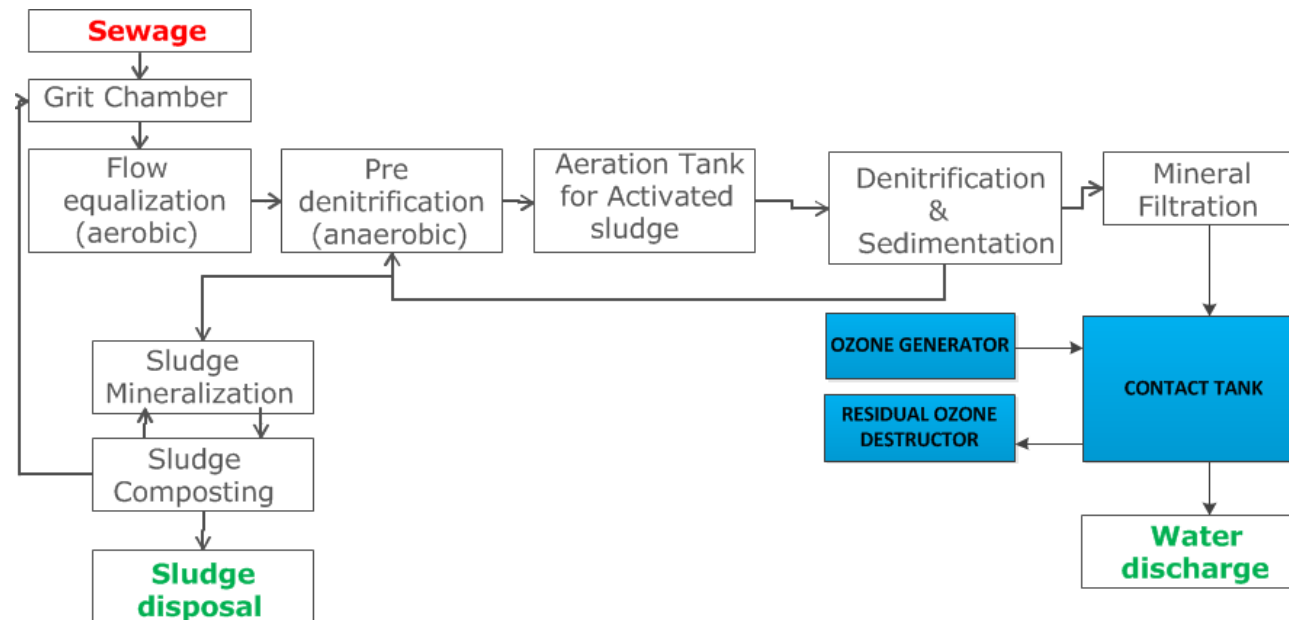 Sewage
Grit Chamber
Flow
equalization
(aerobic)
Pre
denitrification
(anaerobic)
Aeration Tank
for Activated
sludge
Denitrification
&
Sedimentation
Mineral
Filtration
OZONE GENERATOR
CONTACT TANK
RESIDUAL OZONE
DESTRUCTOR
Sludge
Mineralization
Sludge
Composting
Sludge
disposal
Water
discharge